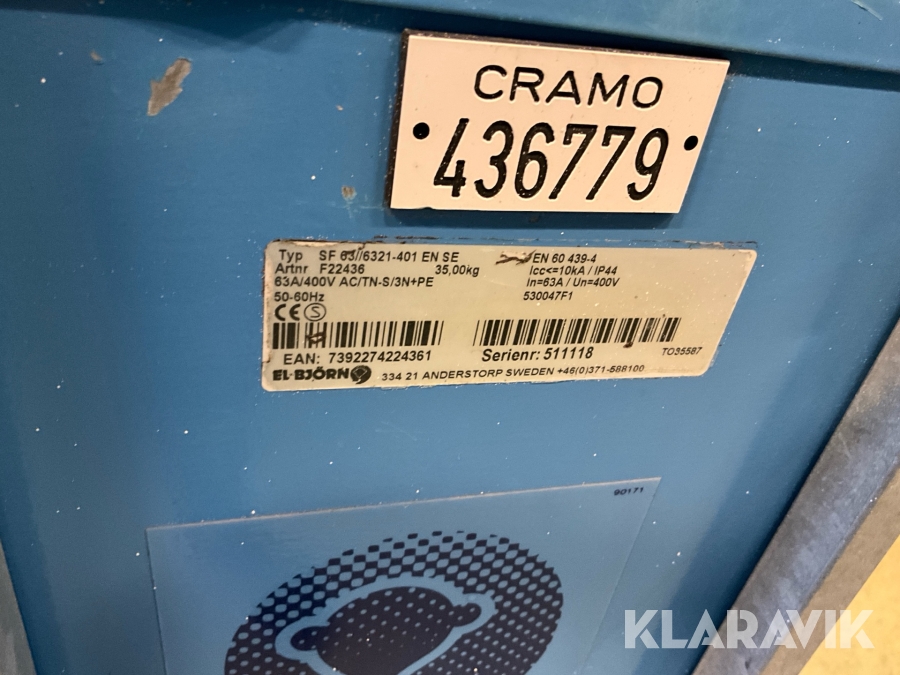 CRAMO
436779
Typ SF 63//6321-401 EN SE
Artnr F22436 35,00kg
63A/400V AC/TN-S/3N+PE
50-60Hz
CE S
EN 60 439-4
Icc<=10kA / IP44
In=63A / Un=400V
530047F1
EAN: 7392274224361
Serienr: 511118
TO35587
EL-BJÖRN
334 21 ANDERSTORP SWEDEN +46(0)371-588100
90171
KLARAVIK